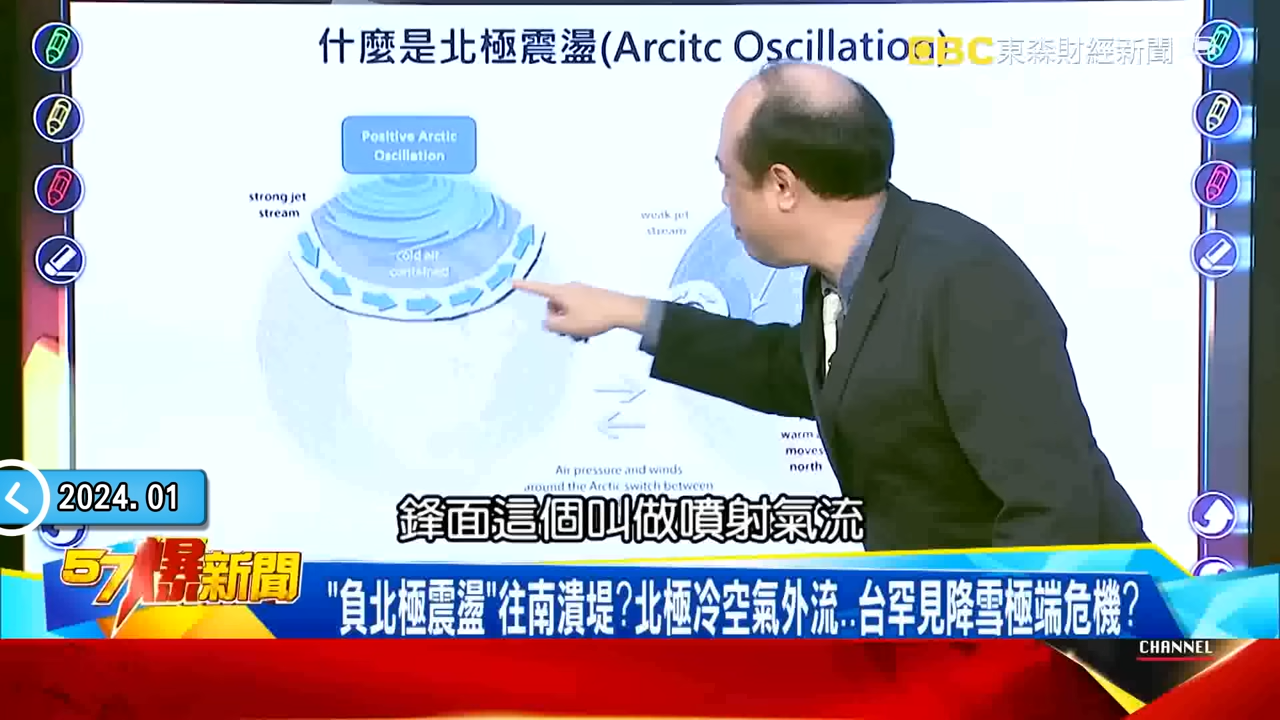 什麼是北極震盪(Arcitc Oscillation)
EBC東森財經新聞
Positive Arctic
Oscillation
strong jet
stream
cold air
contained
weak jet
stream
warm
moves
north
Air pressure and winds
around the Arctic switch between
2024.01
鋒面這個叫做噴射氣流
57爆新聞
"負北極震盪"往南潰堤?北極冷空氣外流..台罕見降雪極端危機?
CHANNEL